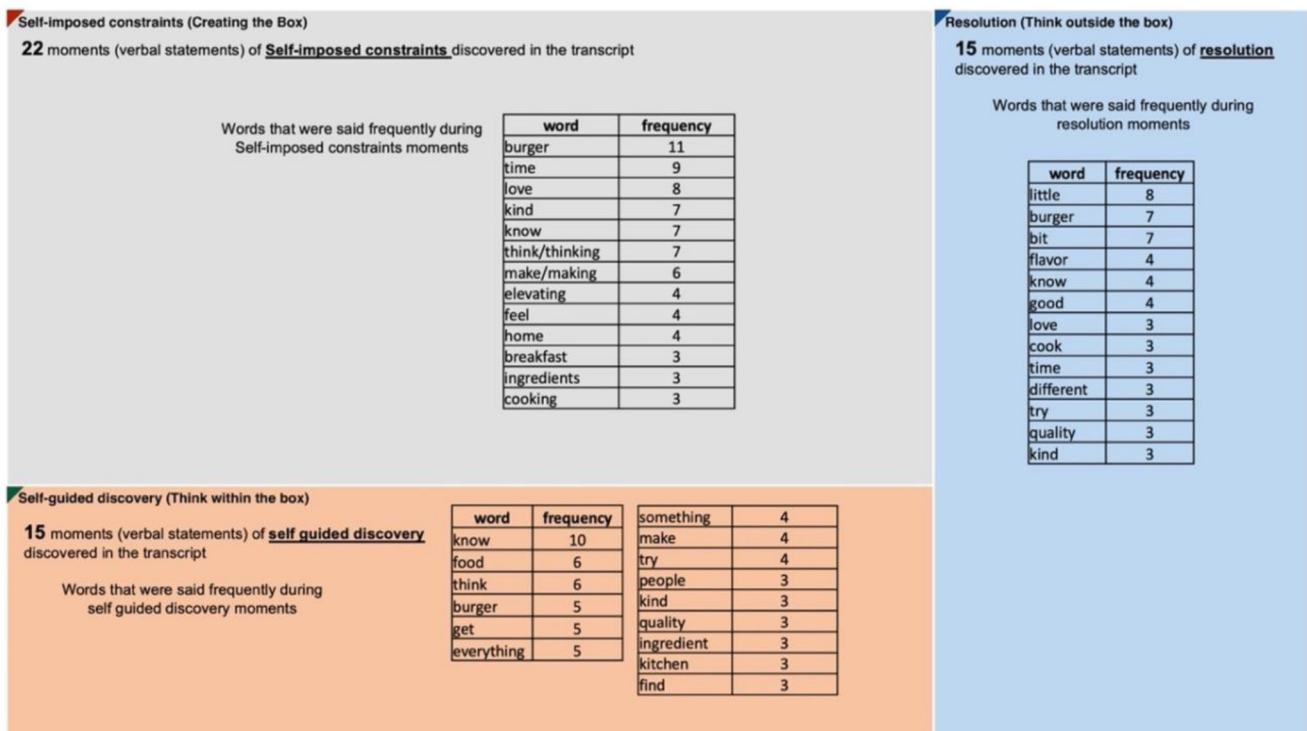 Self-imposed constraints (Creating the Box)
22 moments (verbal statements) of Self-imposed constraints discovered in the transcript
Words that were said frequently during
Self-imposed constraints moments
word frequency
burger 11
time 9
love 8
kind 7
know 7
think/thinking 7
make/making 6
elevating 4
feel 4
home 4
breakfast 3
ingredients 3
cooking 3
Resolution (Think outside the box)
15 moments (verbal statements) of resolution
discovered in the transcript
Words that were said frequently during
resolution moments
word frequency
little 8
burger 7
bit 7
flavor 4
know 4
good 4
love 3
cook 3
time 3
different 3
try 3
quality 3
kind 3
Self-guided discovery (Think within the box)
15 moments (verbal statements) of self guided discovery
discovered in the transcript
Words that were said frequently during
self guided discovery moments
word frequency
know 10
food 6
think 6
burger 5
get 5
everything 5
something 4
make 4
try 4
people 3
kind 3
quality 3
ingredient 3
kitchen 3
find 3